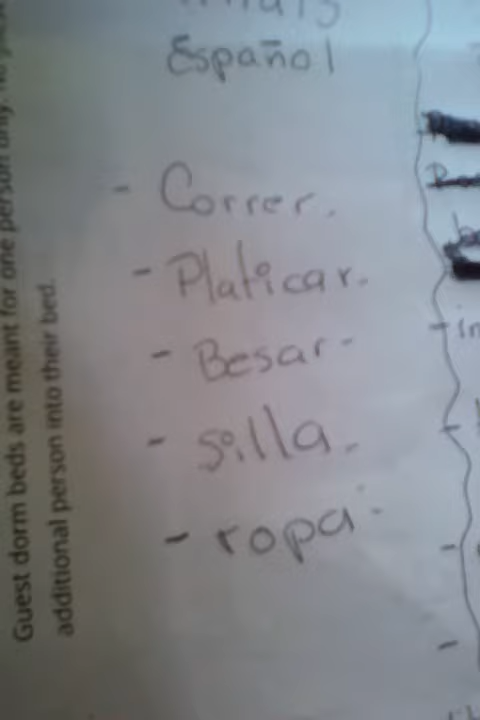 Español
- Correr.
- Platicar.
- Besar-
- silla.
- ropa.
Guest dorm beds are meant for one person only. No
additional person into their bed.